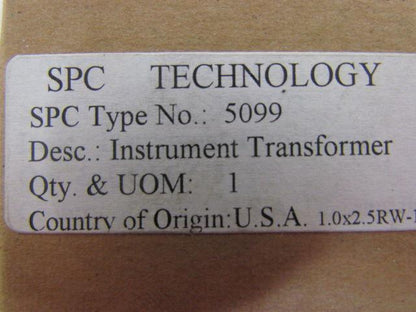 SPC TECHNOLOGY
SPC Type No.: 5099
Desc.: Instrument Transformer
Qty. & UOM: 1
Country of Origin:U.S.A. 1.0x2.5RW-